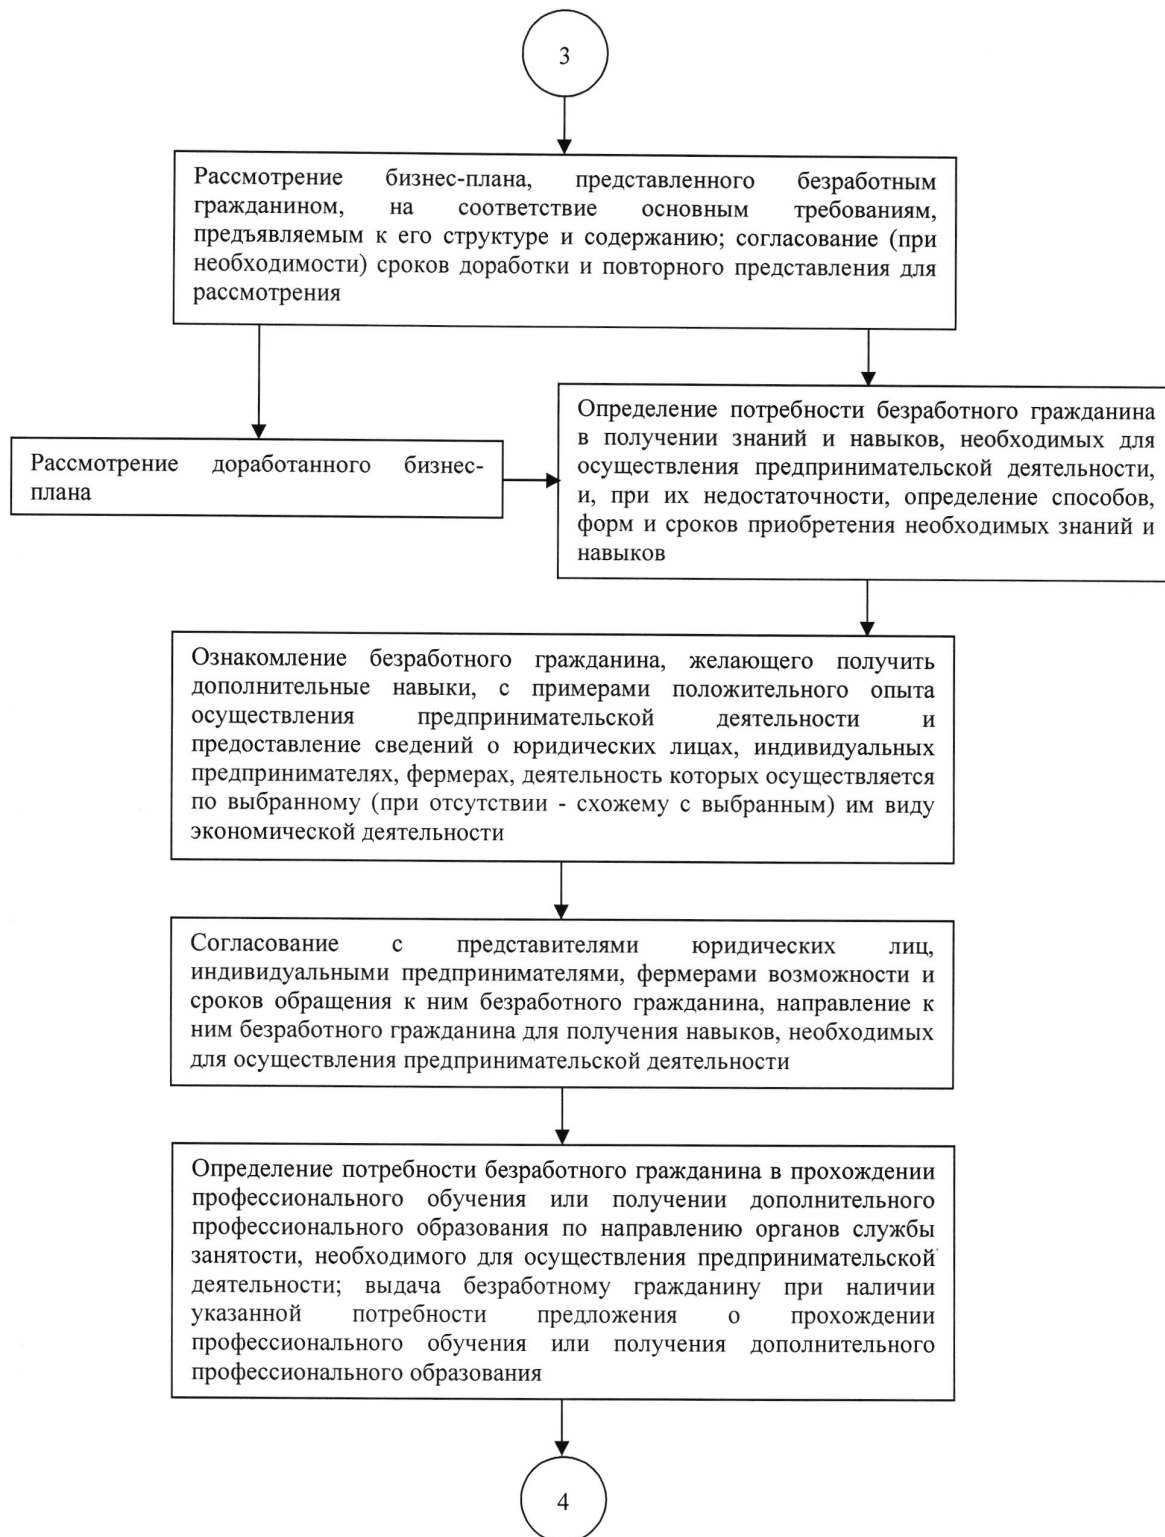 3
Рассмотрение бизнес-плана, представленного безработным
гражданином, на соответствие основным требованиям,
предъявляемым к его структуре и содержанию; согласование (при
необходимости) сроков доработки и повторного представления для
рассмотрения
Рассмотрение доработанного бизнес-
плана
Определение потребности безработного гражданина
в получении знаний и навыков, необходимых для
осуществления предпринимательской деятельности,
и, при их недостаточности, определение способов,
форм и сроков приобретения необходимых знаний и
навыков
Ознакомление безработного гражданина, желающего получить
дополнительные навыки, с примерами положительного опыта
осуществления предпринимательской деятельности и
предоставление сведений о юридических лицах, индивидуальных
предпринимателях, фермерах, деятельность которых осуществляется
по выбранному (при отсутствии - схожему с выбранным) им виду
экономической деятельности
Согласование с представителями юридических лиц,
индивидуальными предпринимателями, фермерами возможности и
сроков обращения к ним безработного гражданина, направление к
ним безработного гражданина для получения навыков, необходимых
для осуществления предпринимательской деятельности
Определение потребности безработного гражданина в прохождении
профессионального обучения или получении дополнительного
профессионального образования по направлению органов службы
занятости, необходимого для осуществления предпринимательской
деятельности; выдача безработному гражданину при наличии
указанной потребности предложения о прохождении
профессионального обучения или получения дополнительного
профессионального образования
4